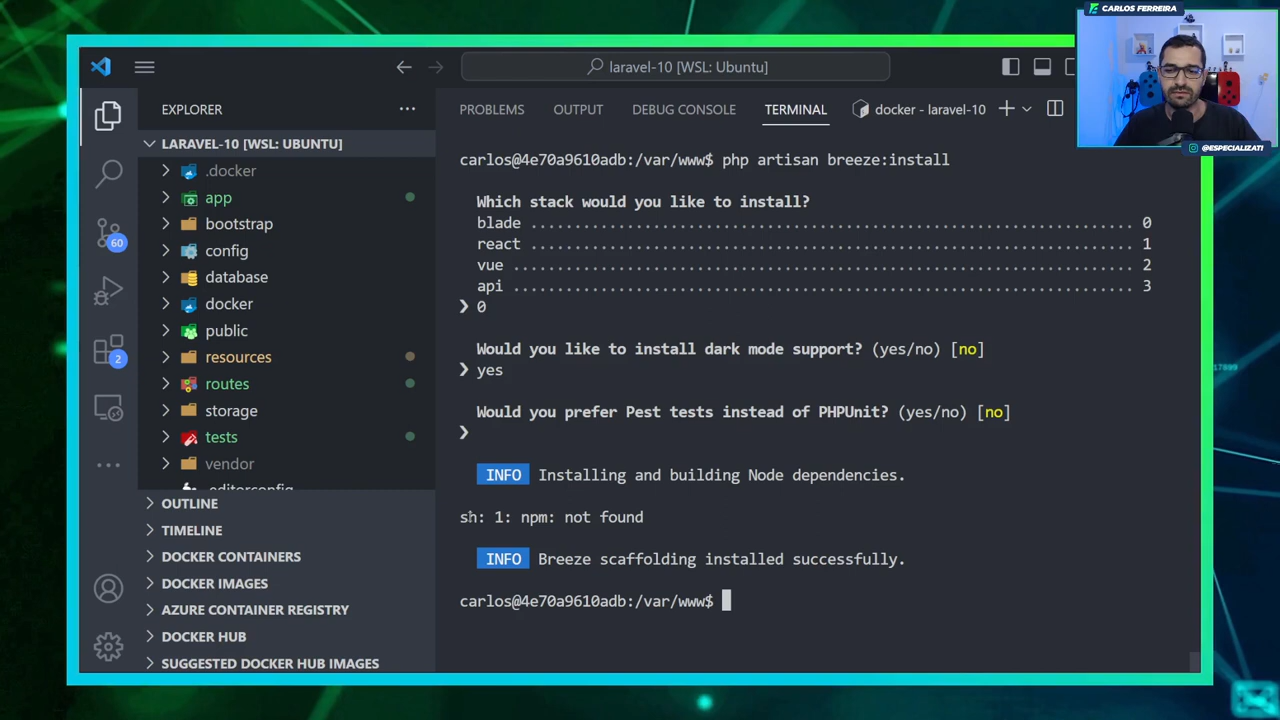 CARLOS FERREIRA
@ESPECIALIZATI
laravel-10 [WSL: Ubuntu]
EXPLORER
LARAVEL-10 [WSL: UBUNTU]
.docker
app
bootstrap
config
database
docker
public
resources
routes
storage
tests
vendor
.editorconfig
OUTLINE
TIMELINE
DOCKER CONTAINERS
DOCKER IMAGES
AZURE CONTAINER REGISTRY
DOCKER HUB
SUGGESTED DOCKER HUB IMAGES
60
2
PROBLEMS OUTPUT DEBUG CONSOLE TERMINAL docker - laravel-10
carlos@4e70a9610adb:/var/www$ php artisan breeze:install
Which stack would you like to install?
blade ....................................................................... 0
react ....................................................................... 1
vue ......................................................................... 2
api ......................................................................... 3
❯ 0
Would you like to install dark mode support? (yes/no) [no]
❯ yes
Would you prefer Pest tests instead of PHPUnit? (yes/no) [no]
❯
INFO Installing and building Node dependencies.
sh: 1: npm: not found
INFO Breeze scaffolding installed successfully.
carlos@4e70a9610adb:/var/www$
17899